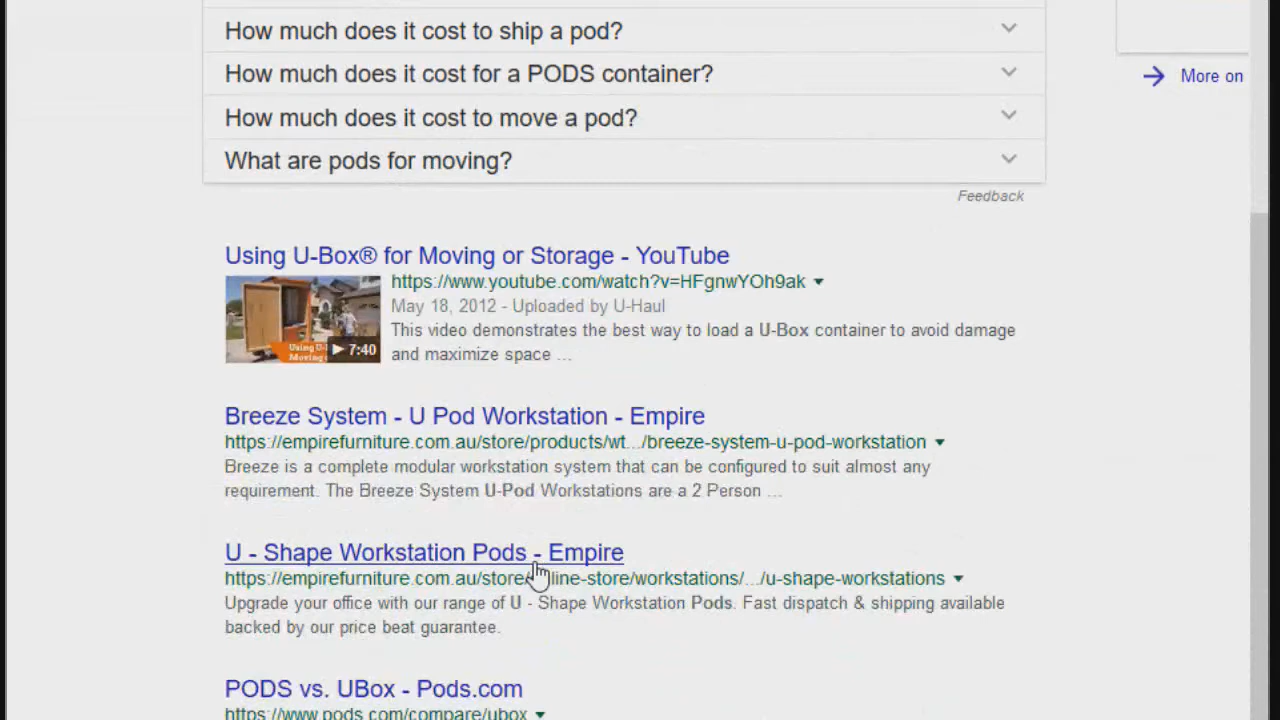 How much does it cost to ship a pod?
How much does it cost for a PODS container?
More on
How much does it cost to move a pod?
What are pods for moving?
Feedback
Using U-Box® for Moving or Storage - YouTube
https://www.youtube.com/watch?v=HFgnwYOh9ak
May 18, 2012 - Uploaded by U-Haul
This video demonstrates the best way to load a U-Box container to avoid damage
and maximize space ...
7:40
Breeze System - U Pod Workstation - Empire
https://empirefurniture.com.au/store/products/wt.../breeze-system-u-pod-workstation
Breeze is a complete modular workstation system that can be configured to suit almost any
requirement. The Breeze System U-Pod Workstations are a 2 Person ...
U - Shape Workstation Pods - Empire
https://empirefurniture.com.au/store/ line-store/workstations/.../u-shape-workstations
Upgrade your office with our range of U - Shape Workstation Pods. Fast dispatch & shipping available
backed by our price beat guarantee.
PODS vs. UBox - Pods.com
https://www.pods.com/compare/ubox